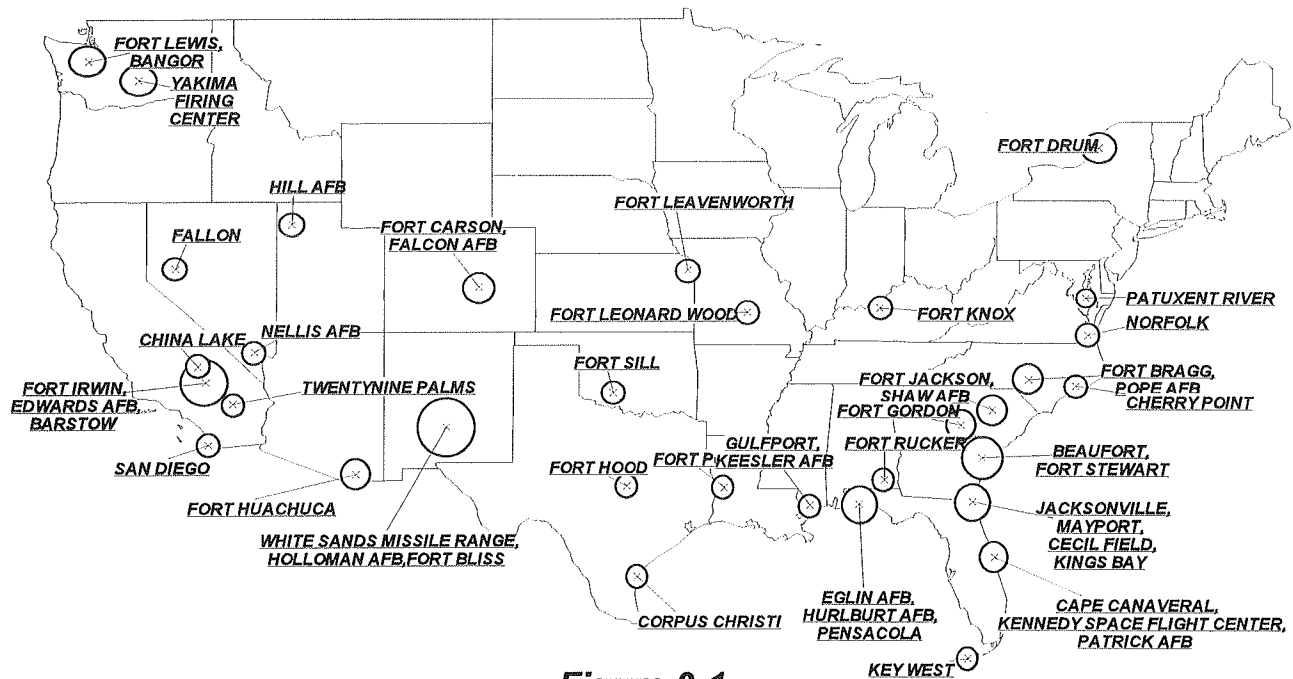 FORT LEWIS,
BANGOR
YAKIMA
FIRING
CENTER
FORT DRUM
HILL AFB
FORT LEAVENWORTH
FORT CARSON,
FALCON AFB
FALLON
PATUXENT RIVER
FORT LEONARD WOOD
FORT KNOX
NORFOLK
NELLIS AFB
CHINA LAKE
FORT SILL
FORT BRAGG,
POPE AFB
CHERRY POINT
FORT JACKSON,
SHAW AFB
FORT IRWIN,
EDWARDS AFB,
BARSTOW
TWENTYNINE PALMS
FORT GORDON
FORT RUCKER
GULFPORT,
KEESLER AFB
BEAUFORT,
FORT STEWART
SAN DIEGO
FORT HOOD
FORT
FORT HUACHUCA
JACKSONVILLE,
MAYPORT,
CECIL FIELD,
KINGS BAY
WHITE SANDS MISSILE RANGE,
HOLLOMAN AFB,FORT BLISS
EGLIN AFB,
HURLBURT AFB,
PENSACOLA
CORPUS CHRISTI
CAPE CANAVERAL,
KENNEDY SPACE FLIGHT CENTER,
PATRICK AFB
KEY WEST